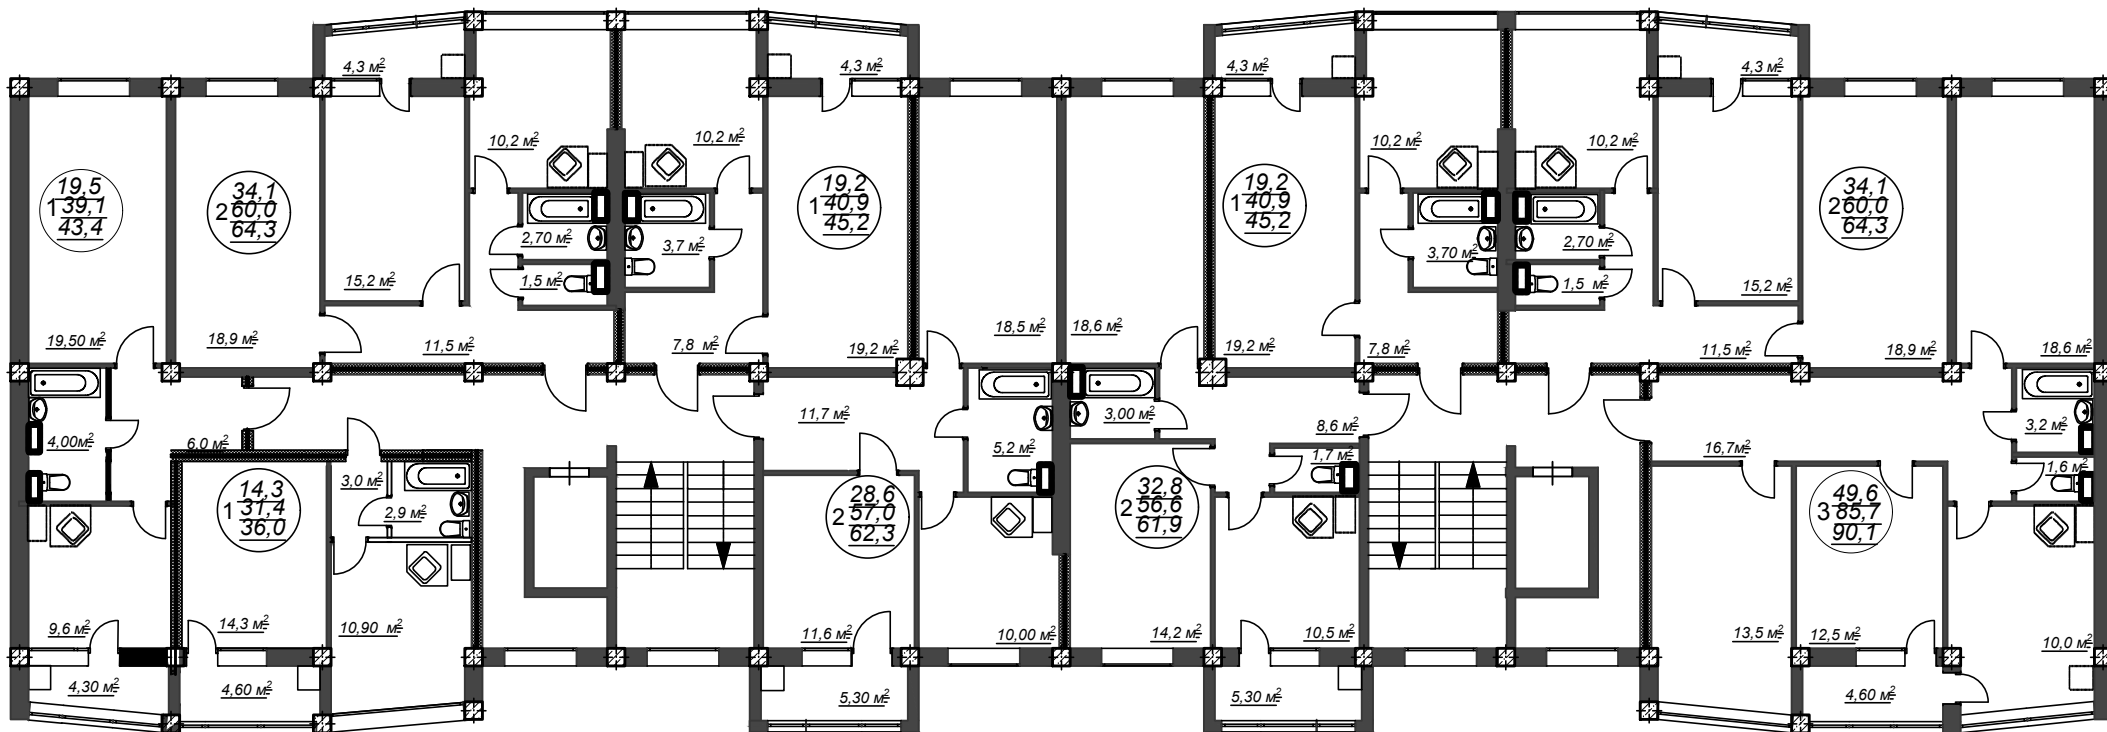 4,3 м²
4,3 м²
4,3 м²
4,3 м²
10,2 м²
10,2 м²
10,2 м²
10,2 м²
19,5
1 39,1
43,4
34,1
2 60,0
64,3
19,2
1 40,9
45,2
19,2
1 40,9
45,2
34,1
2 60,0
64,3
2,70 м²
3,7 м²
3,70 м²
2,70 м²
15,2 м²
1,5 м²
1,5 м²
15,2 м²
19,50 м²
18,9 м²
11,5 м²
7,8 м²
19,2 м²
18,5 м²
18,6 м²
19,2 м²
7,8 м²
11,5 м²
18,9 м²
18,6 м²
4,00м²
6.0 м²
11,7 м²
5,2 м²
3,00 м²
8,6 м²
1,7 м²
16,7м²
3,2 м²
1,6 м²
14,3
1 31,4
36,0
3,0 м²
2,9 м²
28,6
2 57,0
62,3
32,8
2 56,6
61,9
49,6
3 85,7
90,1
9,6 м²
14,3 м²
10,90 м²
11,6 м²
10,00 м²
14,2 м²
10,5 м²
13,5 м²
12,5 м²
10,0 м²
4,30 м²
4,60 м²
5,30 м²
5,30 м²
4,60 м²